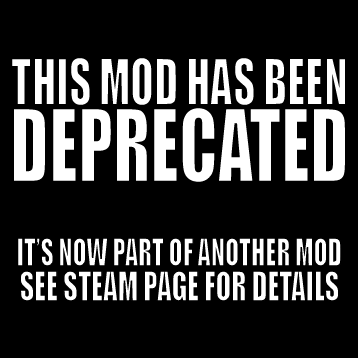 THIS MOD HAS BEEN
DEPRECATED
IT'S NOW PART OF ANOTHER MOD
SEE STEAM PAGE FOR DETAILS